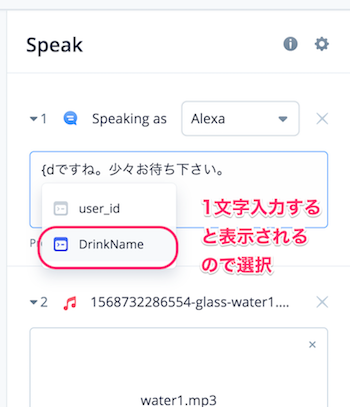 Speak
1 Speaking as Alexa
{dですね。少々お待ち下さい。
user_id
DrinkName
1文字入力する
と表示される
ので選択
2 1568732286554-glass-water1....
water1.mp3